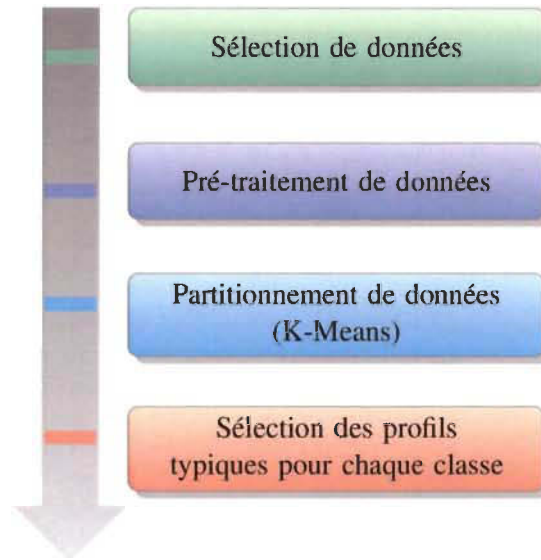 Sélection de données
Pré-traitement de données
Partitionnement de données
(K-Means)
Sélection des profils
typiques pour chaque classe